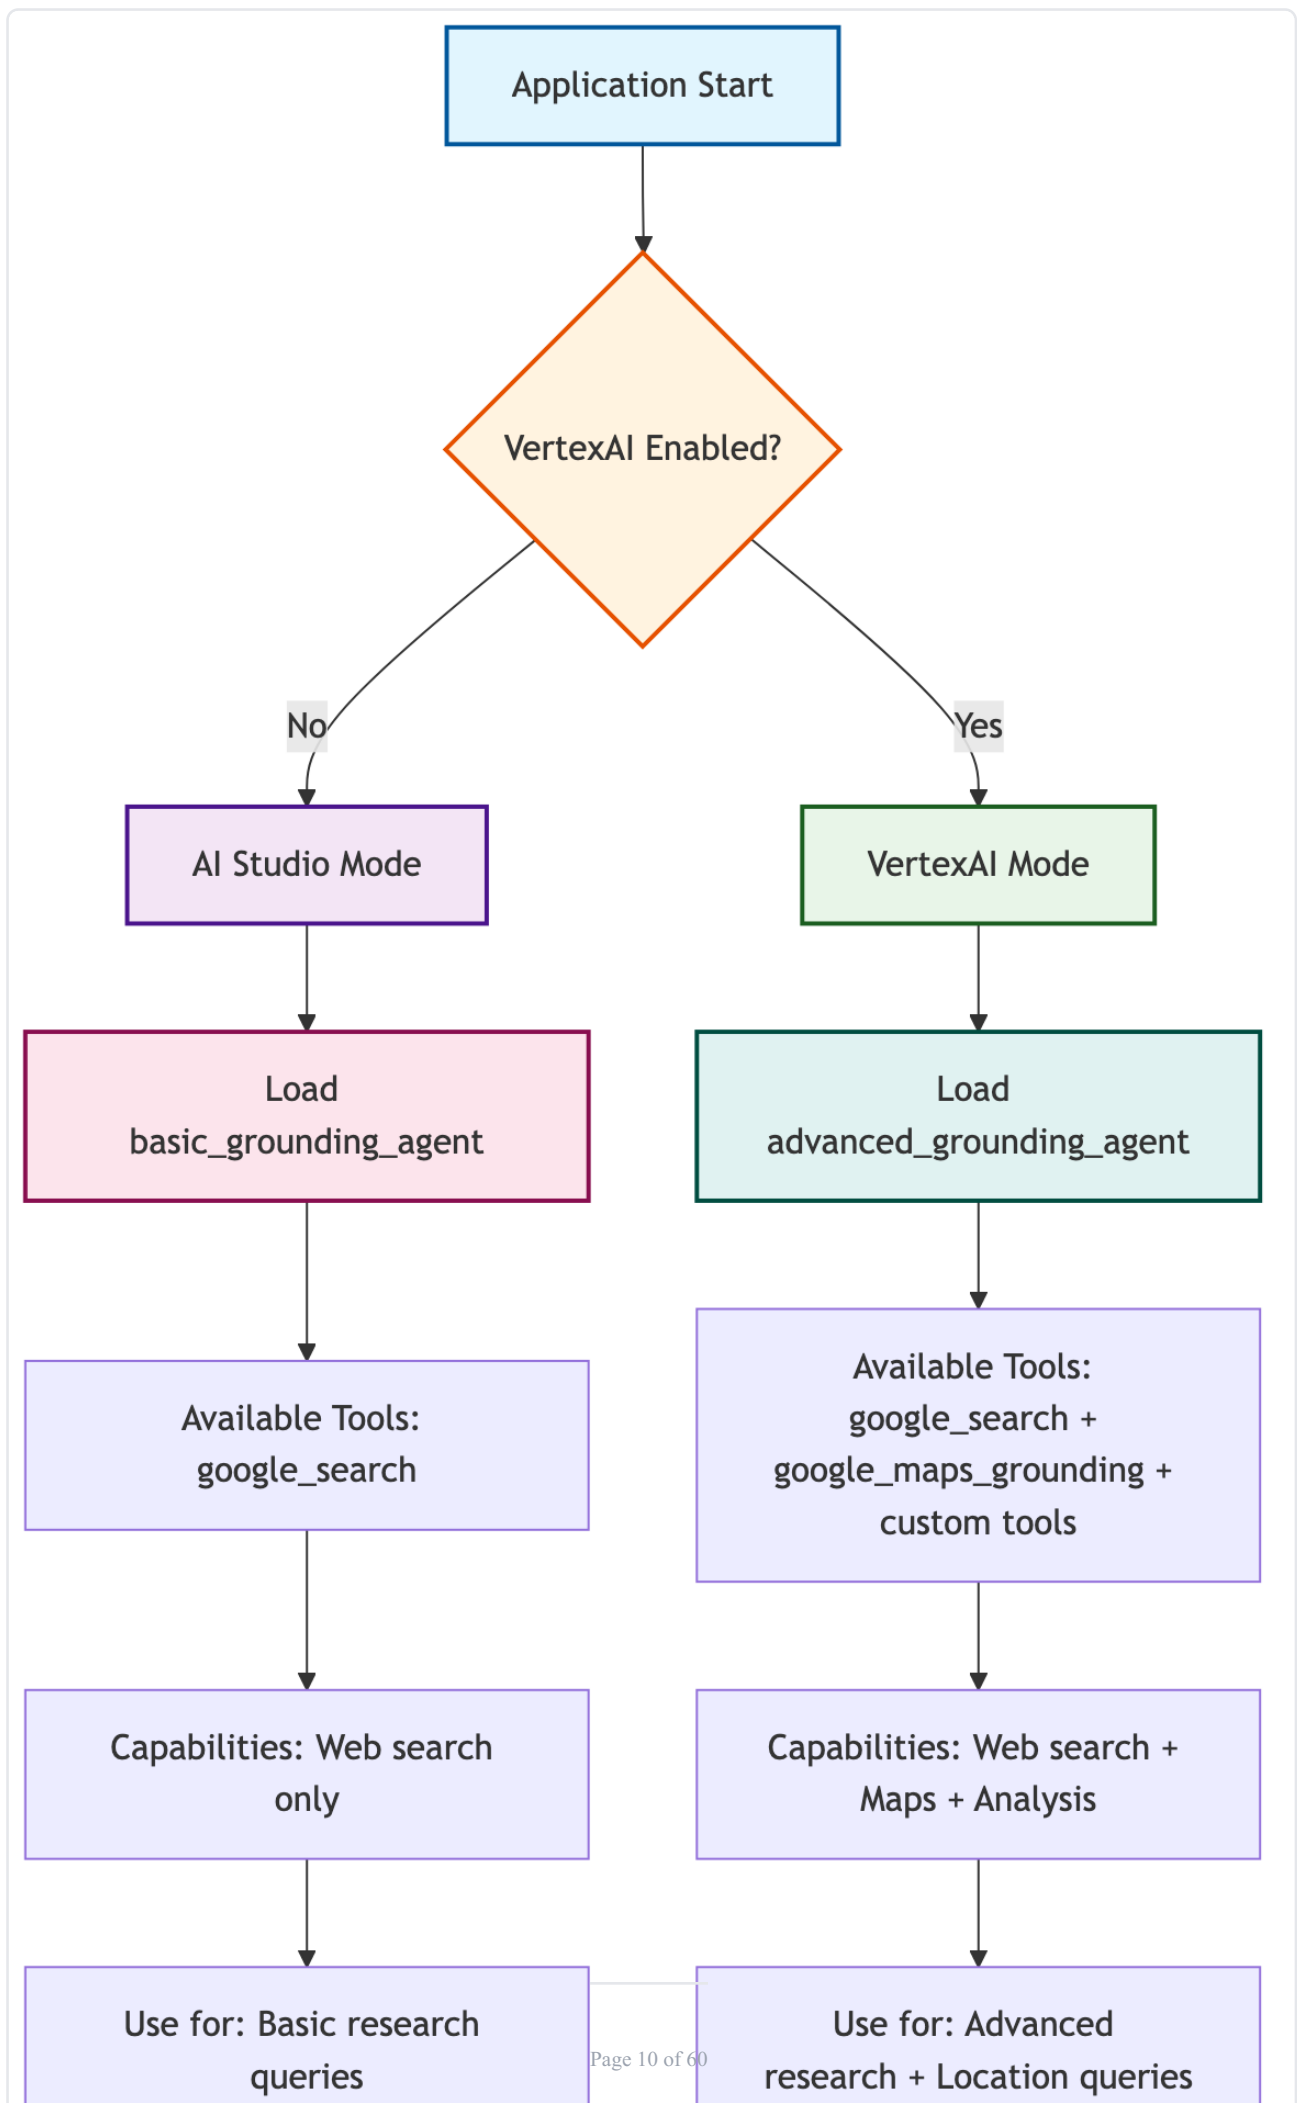 Application Start
VertexAI Enabled?
No
Yes
AI Studio Mode
VertexAI Mode
Load
basic_grounding_agent
Load
advanced_grounding_agent
Available Tools:
google_search
Available Tools:
google_search +
google_maps_grounding +
custom tools
Capabilities: Web search
only
Capabilities: Web search +
Maps + Analysis
Use for: Basic research
queries
Use for: Advanced
research + Location queries
Page 10 of 60